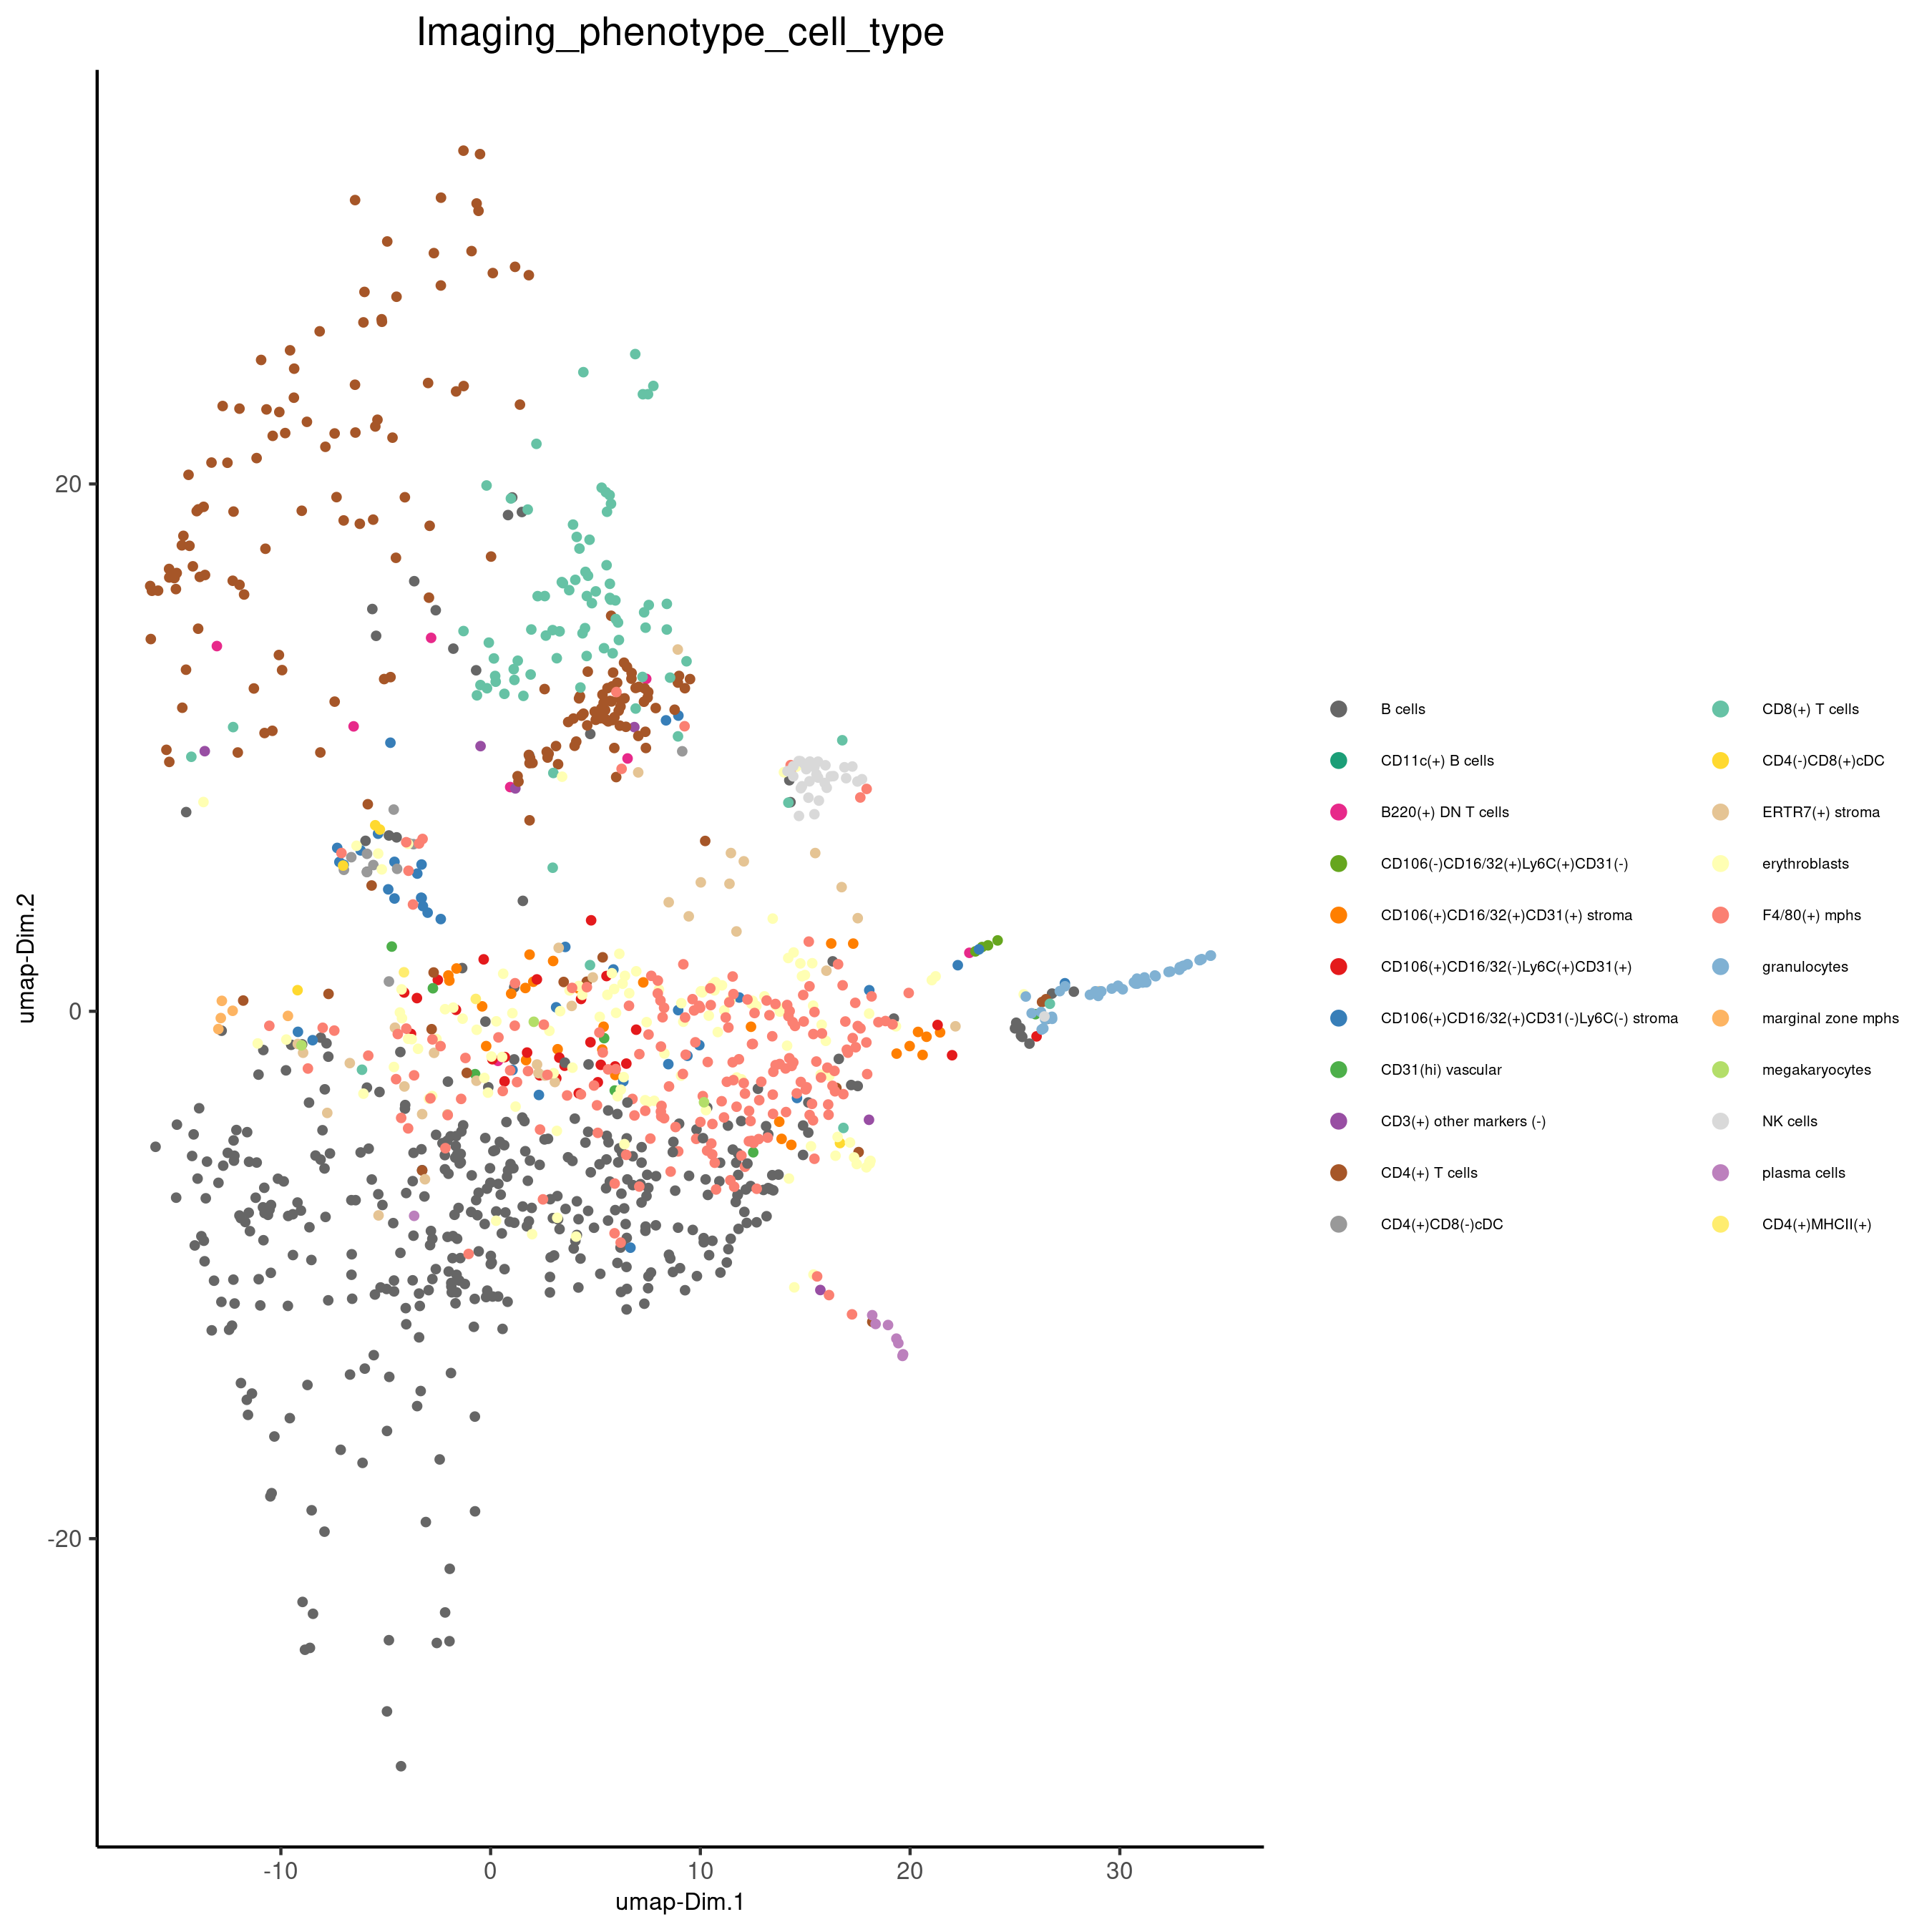 Imaging_phenotype_cell_type
umap-Dim.2
20
0
-20
-10
0
10
20
30
umap-Dim.1
B cells
CD11c(+) B cells
B220(+) DN T cells
CD106(-)CD16/32(+)Ly6C(+)CD31(-)
CD106(+)CD16/32(+)CD31(+) stroma
CD106(+)CD16/32(-)Ly6C(+)CD31(+)
CD106(+)CD16/32(+)CD31(-)Ly6C(-) stroma
CD31(hi) vascular
CD3(+) other markers (-)
CD4(+) T cells
CD4(+)CD8(-)cDC
CD8(+) T cells
CD4(-)CD8(+)cDC
ERTR7(+) stroma
erythroblasts
F4/80(+) mphs
granulocytes
marginal zone mphs
megakaryocytes
NK cells
plasma cells
CD4(+)MHCII(+)